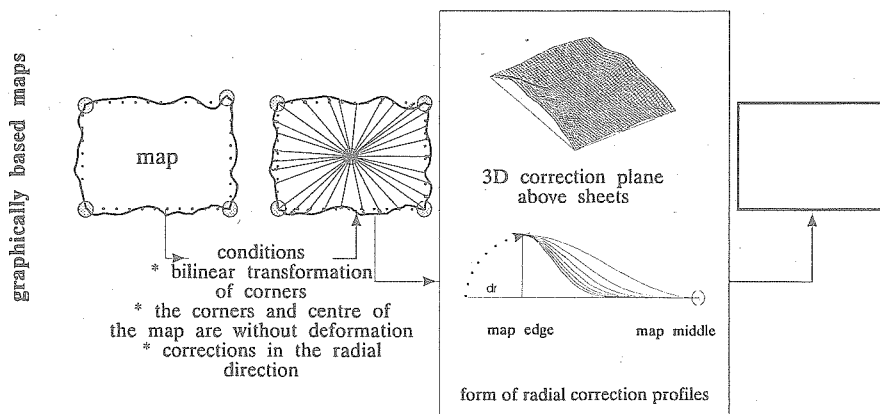 graphically based maps
map
conditions
* bilinear transformation
of corners
* the corners and centre of
the map are without deformation
* corrections in the radial
direction
3D correction plane
above sheets
dr
map edge
map middle
form of radial correction profiles